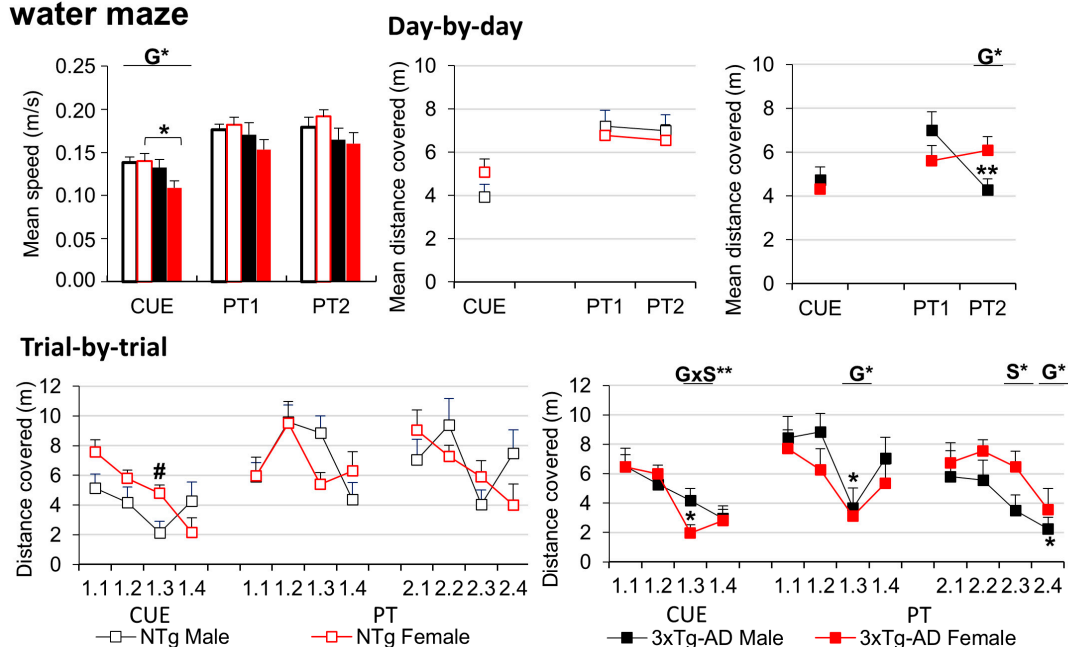 water maze
Day-by-day
G*
*
Mean speed (m/s)
0.25
0.20
0.15
0.10
0.05
0.00
CUE PT1 PT2
Mean distance covered (m)
10
8
6
4
2
0
CUE PT1 PT2
G*
**
Mean distance covered (m)
10
8
6
4
2
0
CUE PT1 PT2
Trial-by-trial
Distance covered (m)
12
10
8
6
4
2
0
#
1.1 1.2 1.3 1.4 1.1 1.2 1.3 1.4 2.1 2.2 2.3 2.4
CUE PT
NTg Male NTg Female
GxS** G* S* G*
Distance covered (m)
12
10
8
6
4
2
0
*
*
*
1.1 1.2 1.3 1.4 1.1 1.2 1.3 1.4 2.1 2.2 2.3 2.4
CUE PT
3xTg-AD Male 3xTg-AD Female